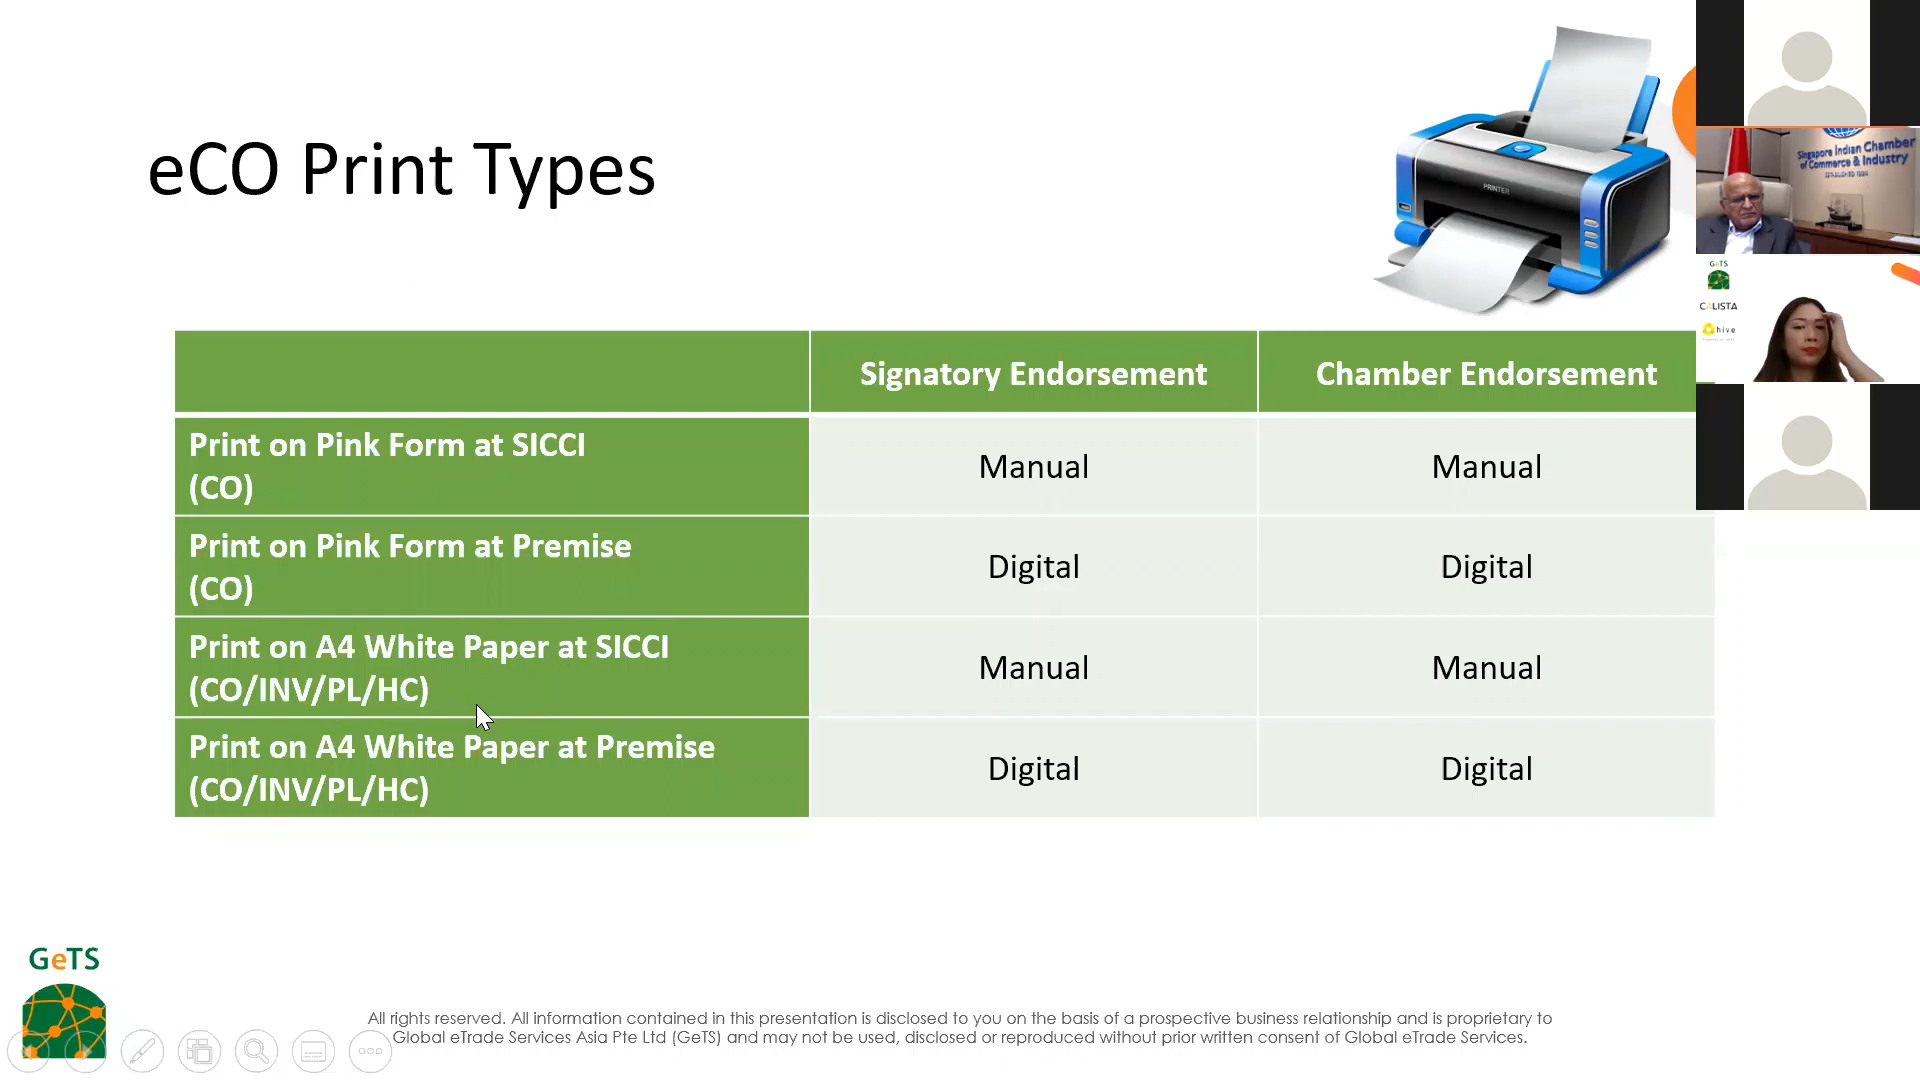 eCO Print Types
PRINTER
Singapore Indian Chamber
of Commerce & Industry
GeTS
CALISTA
hive
Signatory Endorsement
Chamber Endorsement
Print on Pink Form at SICCI
(CO)
Manual
Manual
Print on Pink Form at Premise
(CO)
Digital
Digital
Print on A4 White Paper at SICCI
(CO/INV/PL/HC)
Manual
Manual
Print on A4 White Paper at Premise
(CO/INV/PL/HC)
Digital
Digital
GeTS
All rights reserved. All information contained in this presentation is disclosed to you on the basis of a prospective business relationship and is proprietary to
Global eTrade Services Asia Pte Ltd (GeTS) and may not be used, disclosed or reproduced without prior written consent of Global eTrade Services.